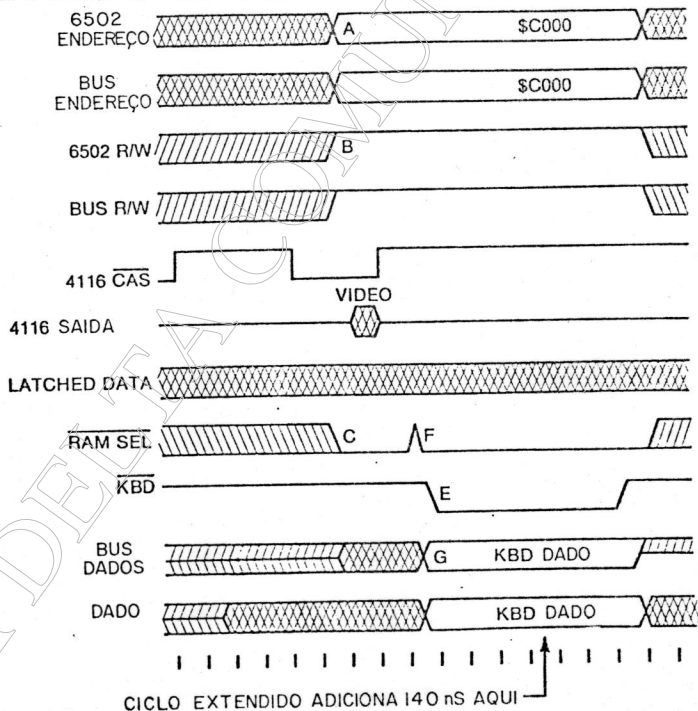 6502
ENDEREÇO
A
$C000
BUS
ENDEREÇO
$C000
6502 R/W
B
BUS R/W
4116 CAS
VIDEO
4116 SAIDA
LATCHED DATA
RAM SEL
C
F
KBD
E
BUS
DADOS
G
KBD DADO
DADO
KBD DADO
CICLO EXTENDIDO ADICIONA 140 nS AQUI